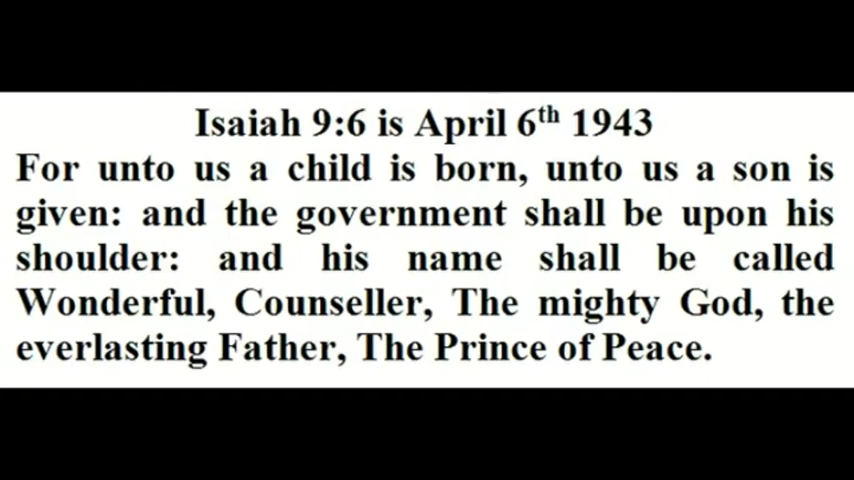 Isaiah 9:6 is April 6th 1943
For unto us a child is born, unto us a son is
given: and the government shall be upon his
shoulder: and his name shall be called
Wonderful, Counseller, The mighty God, the
everlasting Father, The Prince of Peace.